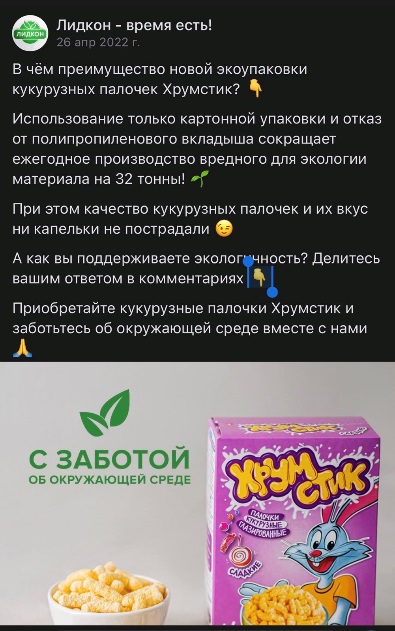 Лидкон - время есть!
ЛИДКОН
26 апр 2022 г.
В чём преимущество новой экоупаковки
кукурузных палочек Хрумстик? 👇
Использование только картонной упаковки и отказ
от полипропиленового вкладыша сокращает
ежегодное производство вредного для экологии
материала на 32 тонны! 🌱
При этом качество кукурузных палочек и их вкус
ни капельки не пострадали 😉
А как вы поддерживаете экологичность? Делитесь
вашим ответом в комментариях 👇
Приобретайте кукурузные палочки Хрумстик и
заботьтесь об окружающей среде вместе с нами
🙏
С ЗАБОТОЙ
ОБ ОКРУЖАЮЩЕЙ СРЕДЕ
ХРУМ
СТИК
ПАЛОЧКИ
КУКУРУЗНЫЕ
ГЛАЗИРОВАННЫЕ
СЛАДКИЕ